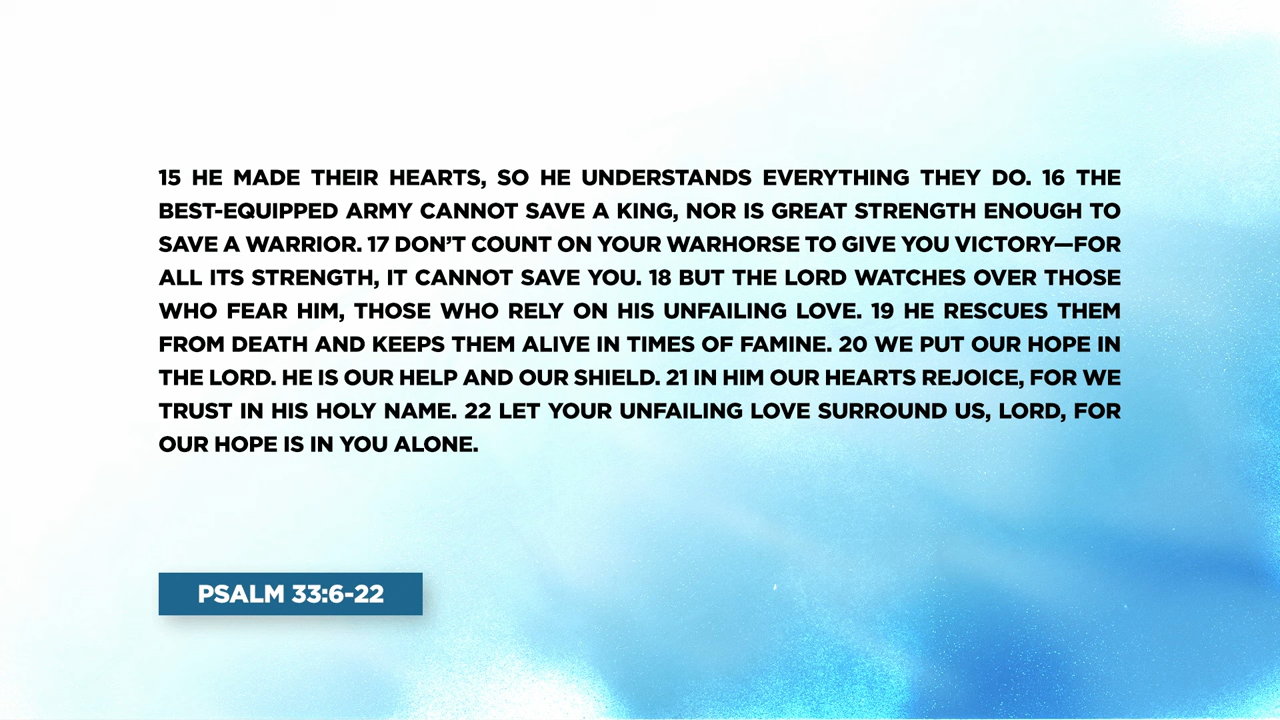 15 HE MADE THEIR HEARTS, SO HE UNDERSTANDS EVERYTHING THEY DO. 16 THE
BEST-EQUIPPED ARMY CANNOT SAVE A KING, NOR IS GREAT STRENGTH ENOUGH TO
SAVE A WARRIOR. 17 DON’T COUNT ON YOUR WARHORSE TO GIVE YOU VICTORY—FOR
ALL ITS STRENGTH, IT CANNOT SAVE YOU. 18 BUT THE LORD WATCHES OVER THOSE
WHO FEAR HIM, THOSE WHO RELY ON HIS UNFAILING LOVE. 19 HE RESCUES THEM
FROM DEATH AND KEEPS THEM ALIVE IN TIMES OF FAMINE. 20 WE PUT OUR HOPE IN
THE LORD. HE IS OUR HELP AND OUR SHIELD. 21 IN HIM OUR HEARTS REJOICE, FOR WE
TRUST IN HIS HOLY NAME. 22 LET YOUR UNFAILING LOVE SURROUND US, LORD, FOR
OUR HOPE IS IN YOU ALONE.
PSALM 33:6-22